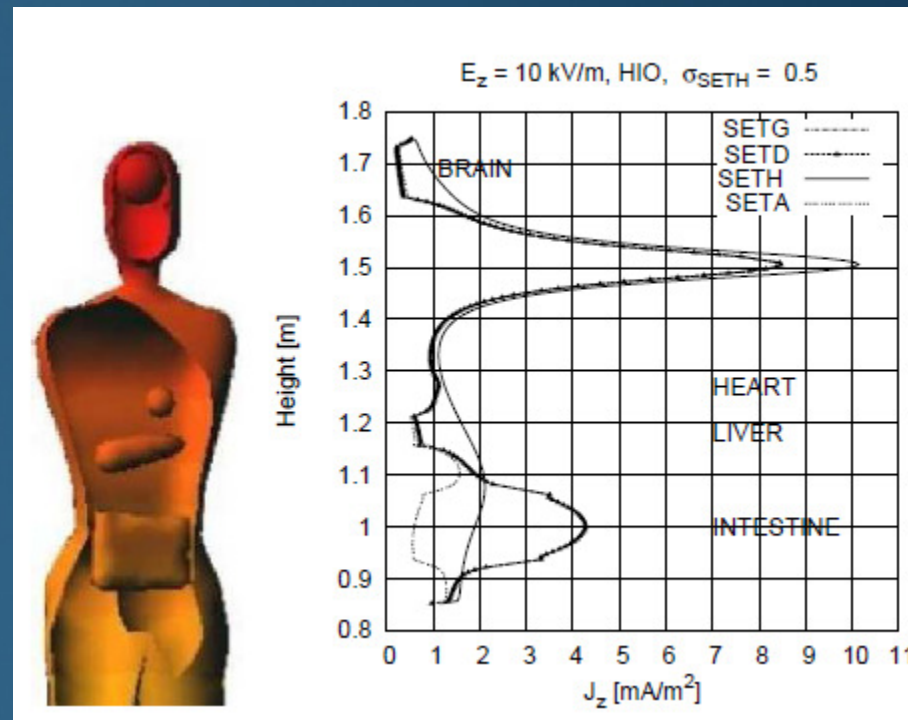 E_z = 10 kV/m, HIO, σ_SETH = 0.5
1.8
1.7
1.6
1.5
1.4
1.3
1.2
1.1
1
0.9
0.8
Height [m]
SETG
SETD
SETH
SETA
BRAIN
HEART
LIVER
INTESTINE
0 1 2 3 4 5 6 7 8 9 10 11
J_z [mA/m²]